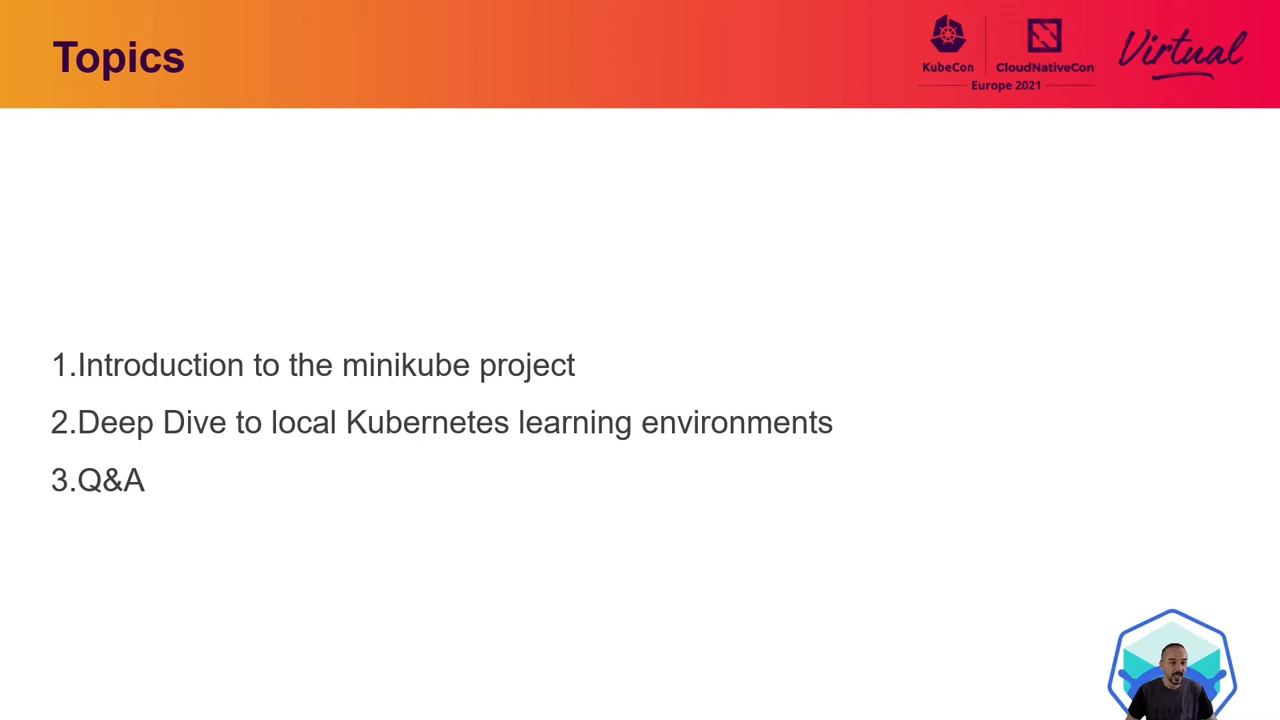 Topics
KubeCon
CloudNativeCon
Europe 2021
Virtual
1.Introduction to the minikube project
2.Deep Dive to local Kubernetes learning environments
3.Q&A